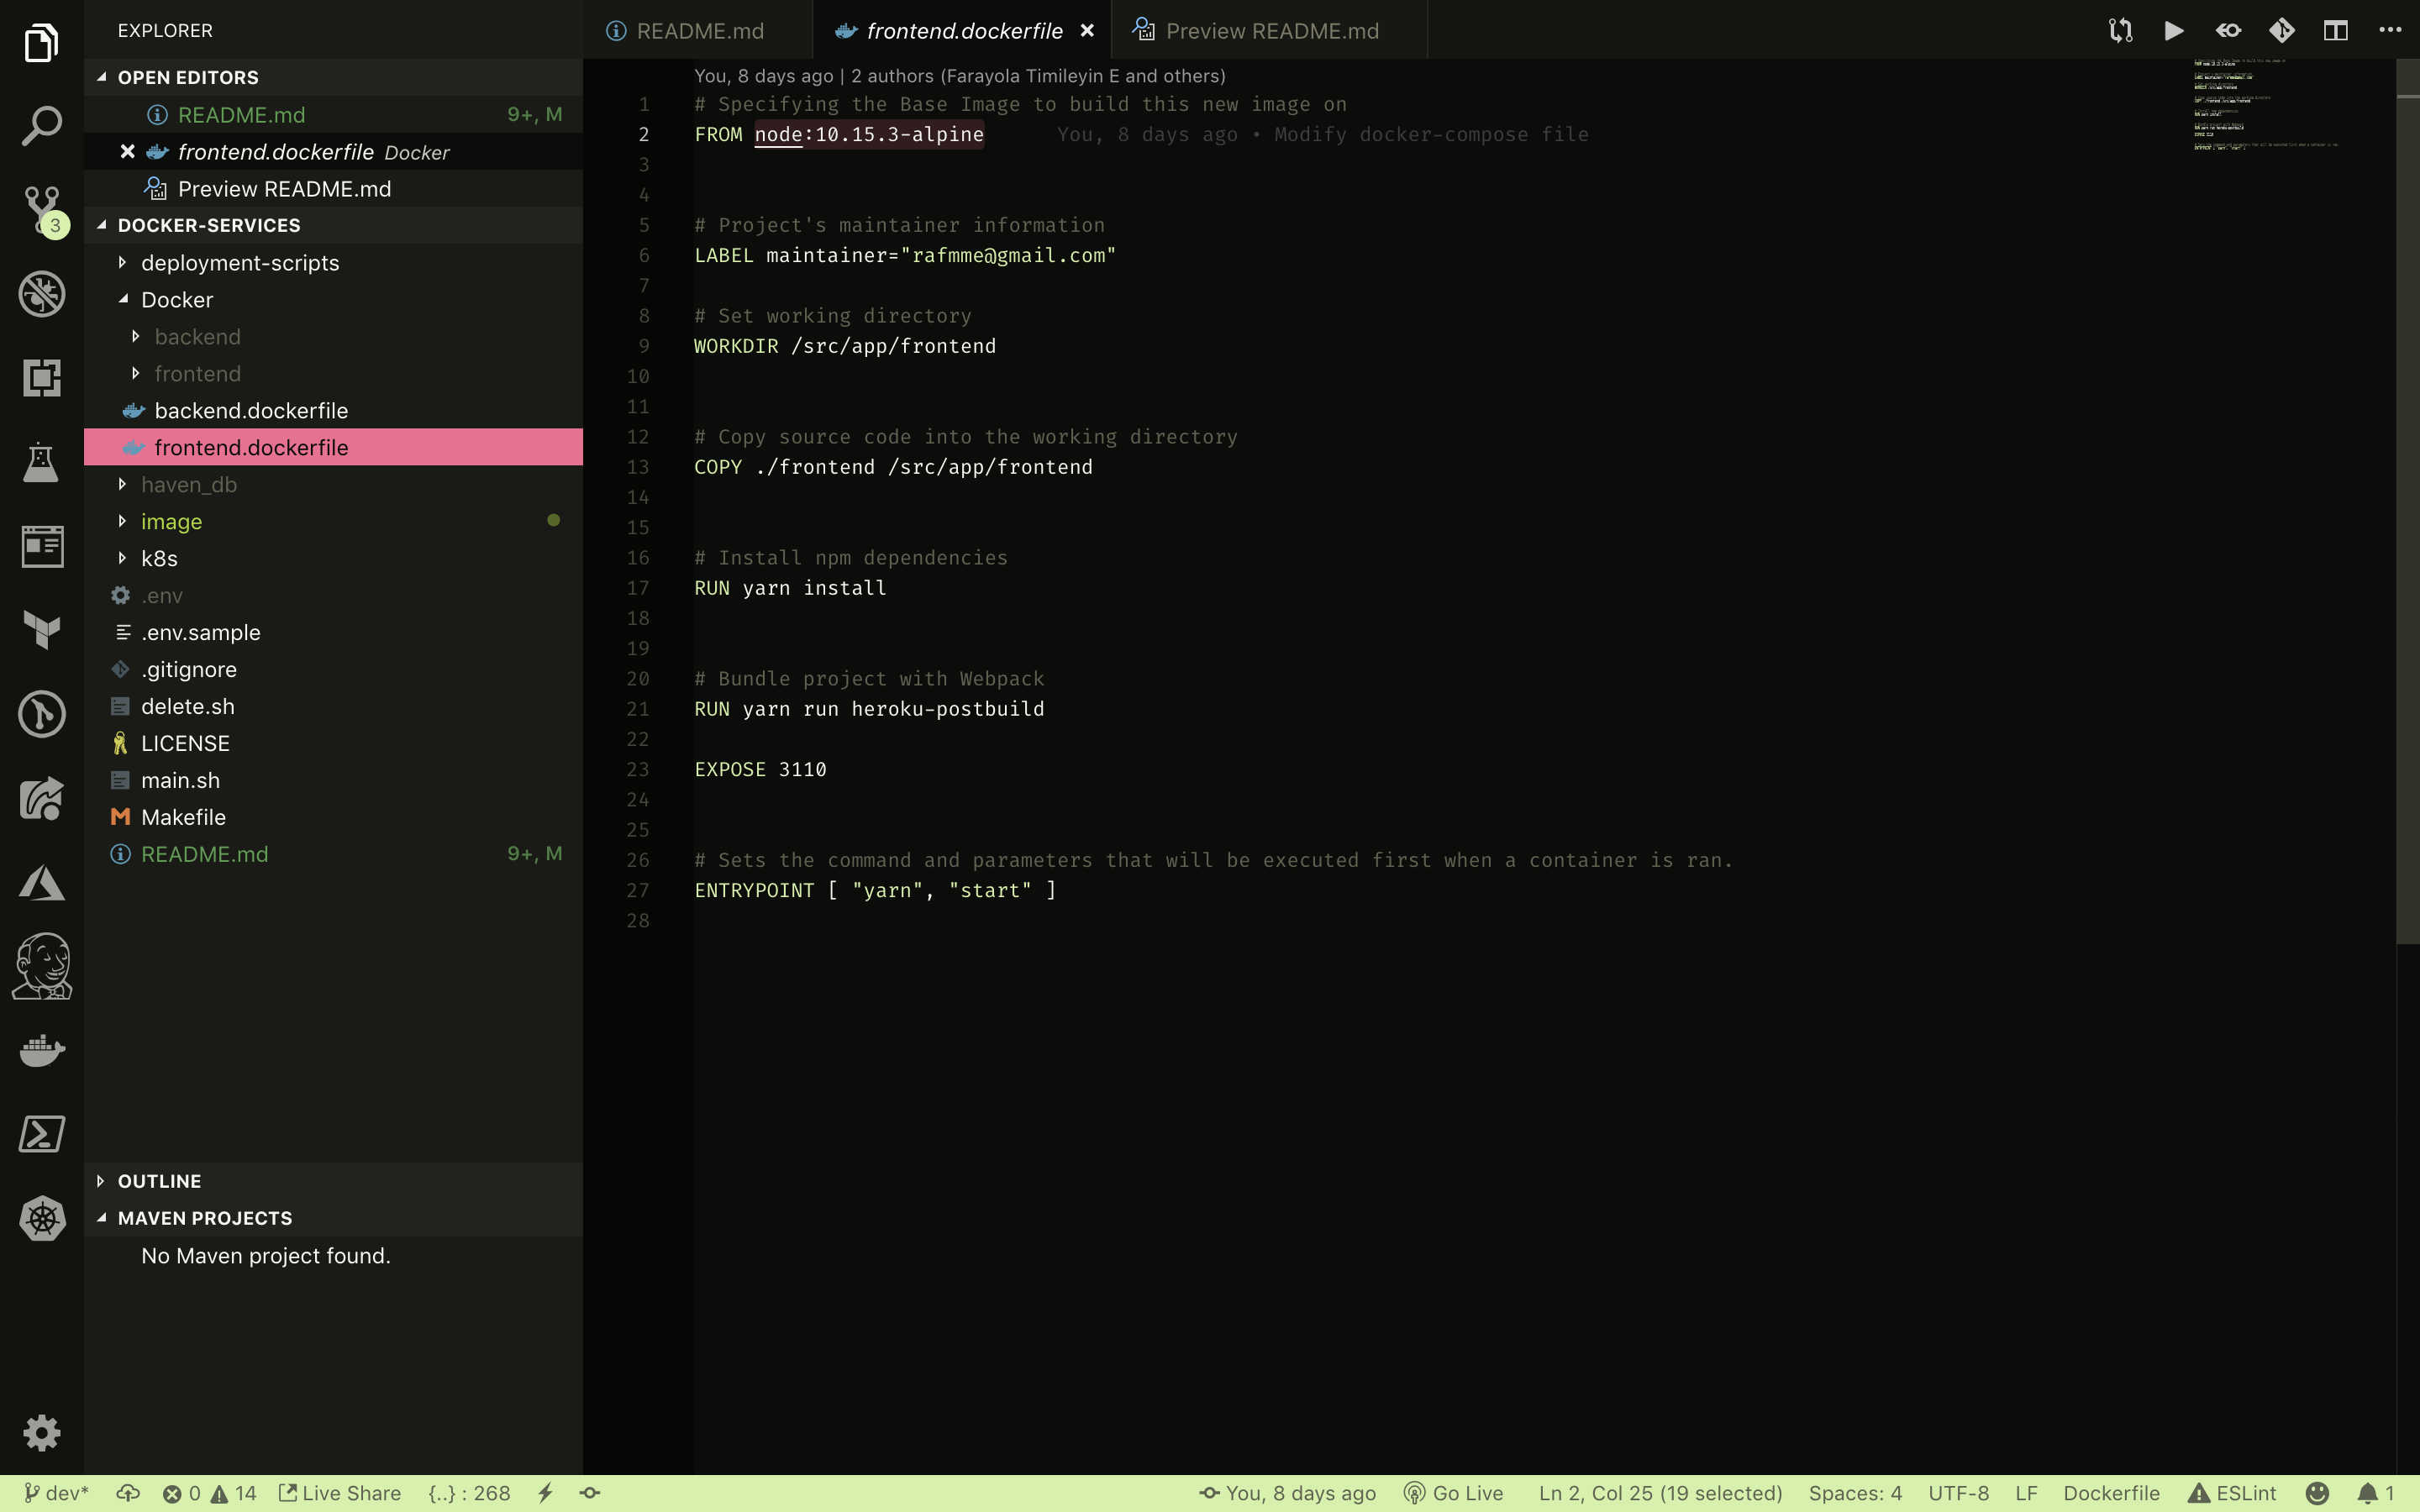 EXPLORER
OPEN EDITORS
README.md 9+, M
frontend.dockerfile Docker
Preview README.md
DOCKER-SERVICES
deployment-scripts
Docker
backend
frontend
backend.dockerfile
frontend.dockerfile
haven_db
image
k8s
.env
.env.sample
.gitignore
delete.sh
LICENSE
main.sh
Makefile
README.md 9+, M
OUTLINE
MAVEN PROJECTS
No Maven project found.
3
README.md frontend.dockerfile Preview README.md
You, 8 days ago | 2 authors (Farayola Timileyin E and others)
1 # Specifying the Base Image to build this new image on
2 FROM node:10.15.3-alpine You, 8 days ago • Modify docker-compose file
3
4
5 # Project's maintainer information
6 LABEL maintainer="rafmme@gmail.com"
7
8 # Set working directory
9 WORKDIR /src/app/frontend
10
11
12 # Copy source code into the working directory
13 COPY ./frontend /src/app/frontend
14
15
16 # Install npm dependencies
17 RUN yarn install
18
19
20 # Bundle project with Webpack
21 RUN yarn run heroku-postbuild
22
23 EXPOSE 3110
24
25
26 # Sets the command and parameters that will be executed first when a container is ran.
27 ENTRYPOINT [ "yarn", "start" ]
28
dev* 0 14 Live Share {..} : 268 You, 8 days ago Go Live Ln 2, Col 25 (19 selected) Spaces: 4 UTF-8 LF Dockerfile ESLint 1